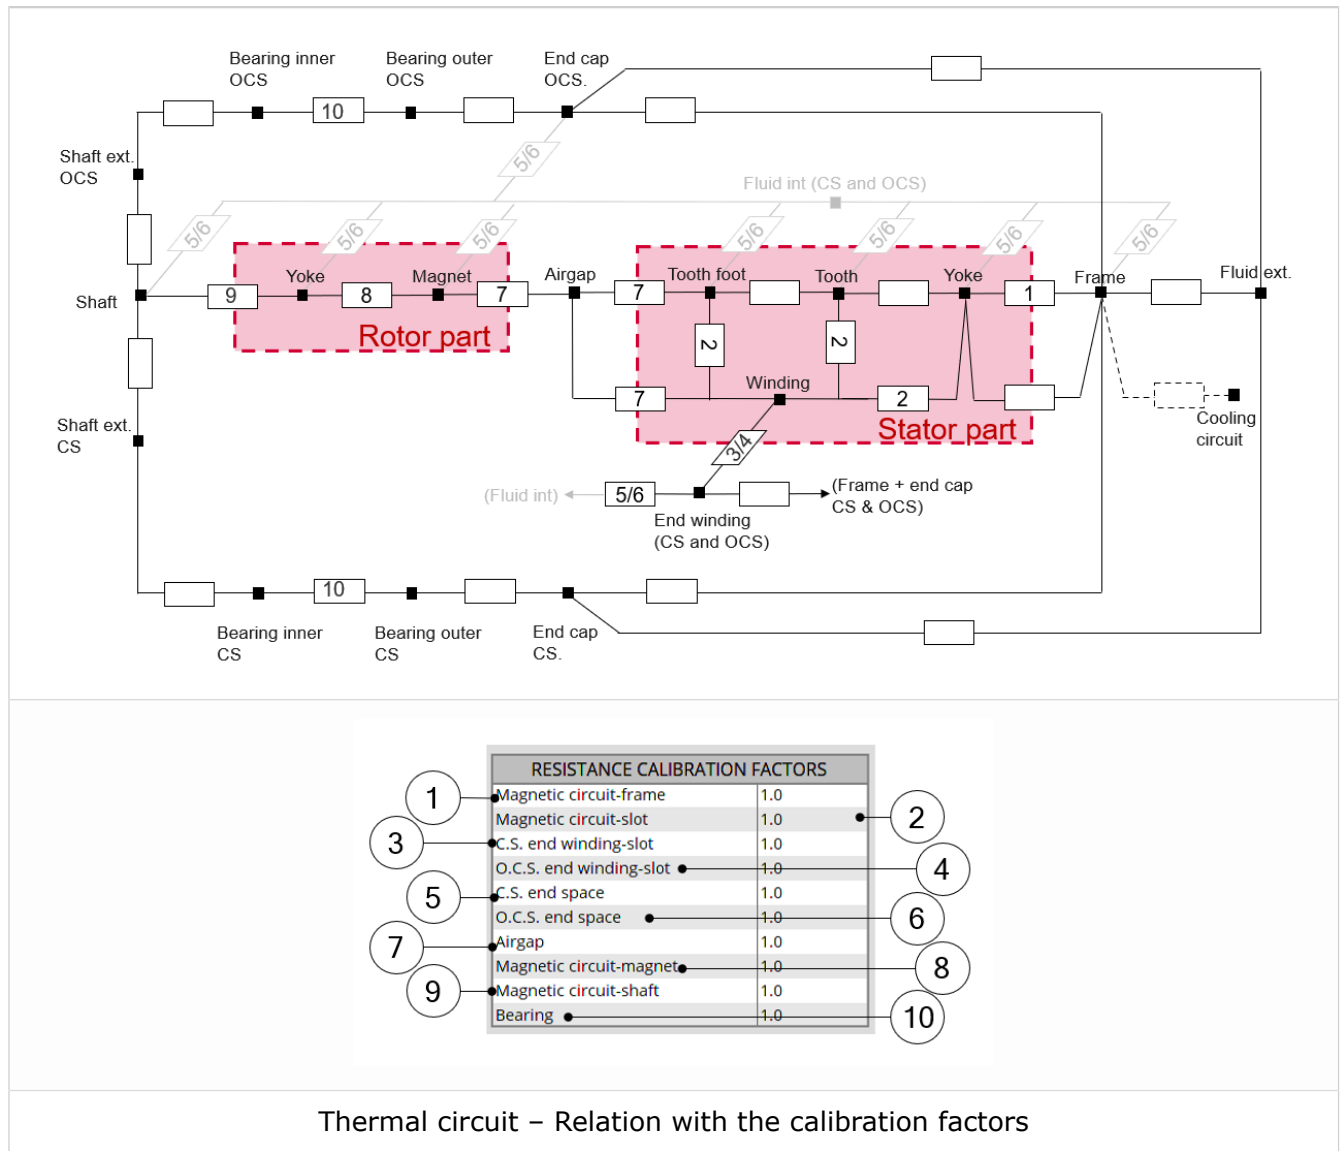 Bearing inner
OCS
Bearing outer
OCS
End cap
OCS.
10
Shaft ext.
OCS
5/6
Fluid int (CS and OCS)
5/6
5/6
5/6
5/6
5/6
5/6
5/6
Shaft
9
Yoke
8
Magnet
7
Airgap
7
Tooth foot
Tooth
Yoke
1
Frame
Fluid ext.
Rotor part
2
2
Winding
7
2
Stator part
Cooling
circuit
Shaft ext.
CS
3/4
(Fluid int)
5/6
(Frame + end cap
CS & OCS)
End winding
(CS and OCS)
10
Bearing inner
CS
Bearing outer
CS
End cap
CS.
RESISTANCE CALIBRATION FACTORS
1 Magnetic circuit-frame 1.0
Magnetic circuit-slot 1.0 2
3 C.S. end winding-slot 1.0
O.C.S. end winding-slot 1.0 4
5 C.S. end space 1.0
O.C.S. end space 1.0 6
7 Airgap 1.0
Magnetic circuit-magnet 1.0 8
9 Magnetic circuit-shaft 1.0
Bearing 1.0 10
Thermal circuit – Relation with the calibration factors